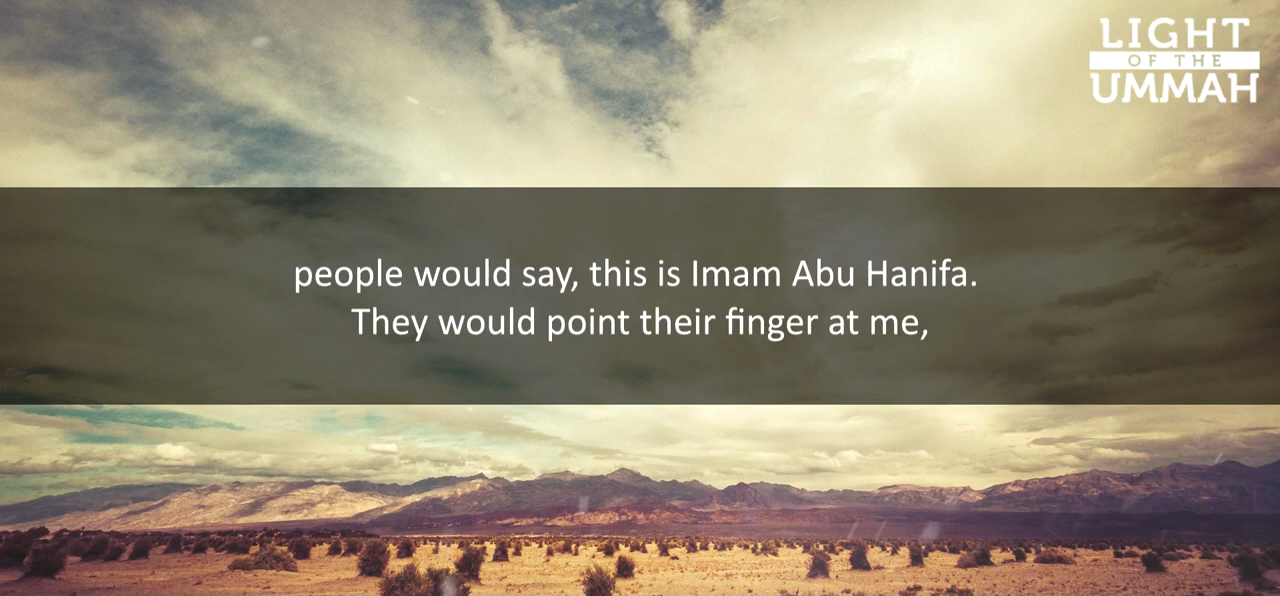 LIGHT
OF THE
UMMAH
people would say, this is Imam Abu Hanifa.
They would point their finger at me,